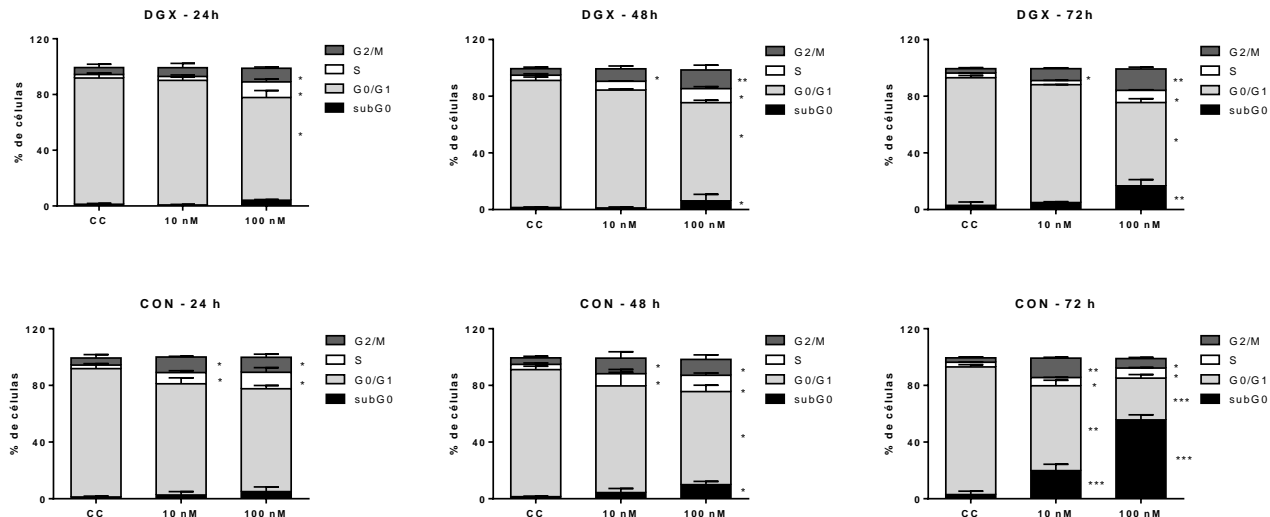 DGX - 24h
% de células
120
80
40
0
CC
10 nM
100 nM
G2/M
S
G0/G1
subG0
*
*
*
DGX - 48h
% de células
120
80
40
0
CC
10 nM
100 nM
G2/M
S
G0/G1
subG0
*
**
*
*
*
DGX - 72h
% de células
120
80
40
0
CC
10 nM
100 nM
G2/M
S
G0/G1
subG0
*
**
*
*
**
CON - 24 h
% de células
120
80
40
0
CC
10 nM
100 nM
G2/M
S
G0/G1
subG0
*
*
*
*
CON - 48 h
% de células
120
80
40
0
CC
10 nM
100 nM
G2/M
S
G0/G1
subG0
*
*
*
*
*
*
CON - 72 h
% de células
120
80
40
0
CC
10 nM
100 nM
G2/M
S
G0/G1
subG0
**
*
**
***
*
*
***
***